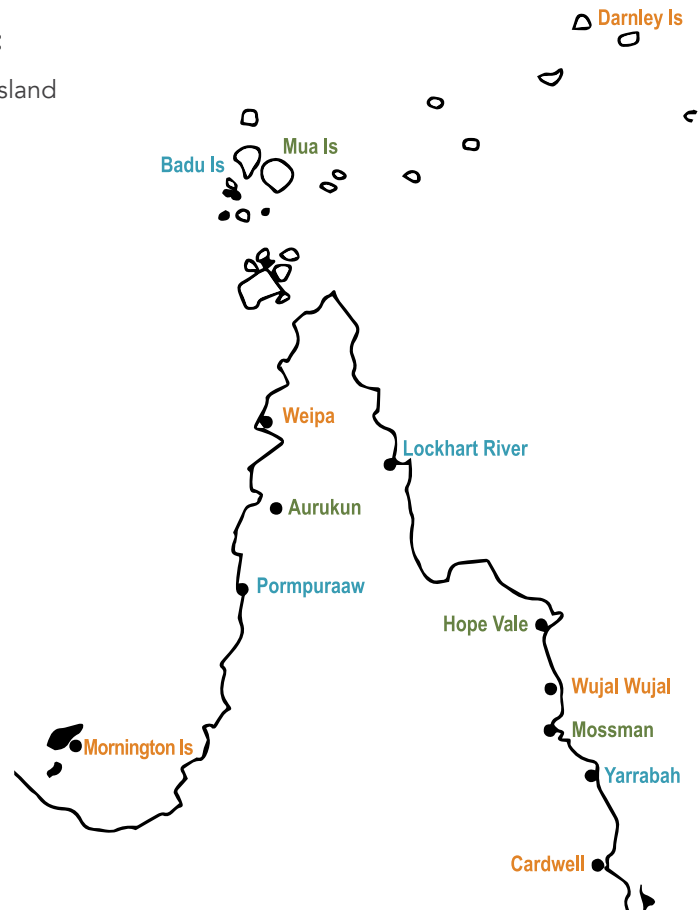 Darnley Is
:
sland
Mua Is
Badu Is
Weipa
Lockhart River
Aurukun
Pormpuraaw
Hope Vale
Wujal Wujal
Mossman
Mornington Is
Yarrabah
Cardwell